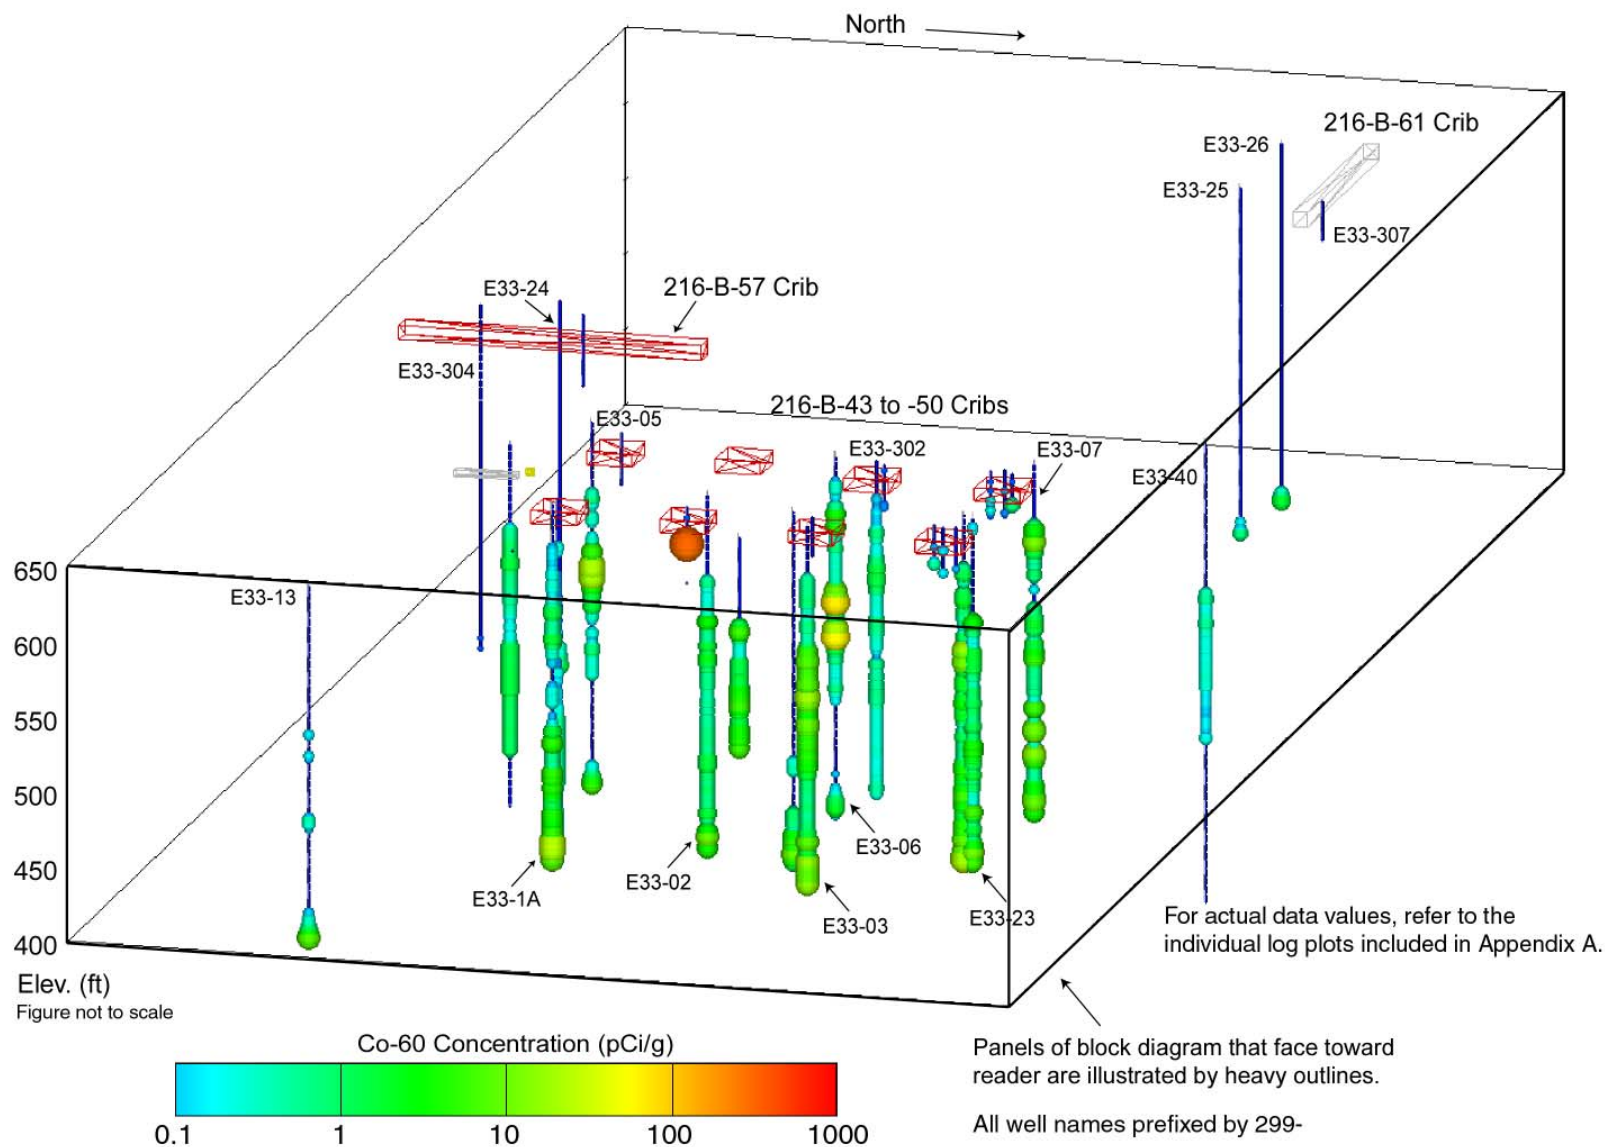 North
216-B-61 Crib
E33-26
E33-25
E33-307
E33-24
216-B-57 Crib
E33-304
216-B-43 to -50 Cribs
E33-05
E33-302
E33-07
E33-40
650
E33-13
600
550
500
E33-06
450
E33-02
E33-1A
E33-03
E33-23
For actual data values, refer to the
individual log plots included in Appendix A.
400
Elev. (ft)
Figure not to scale
Co-60 Concentration (pCi/g)
0.1 1 10 100 1000
Panels of block diagram that face toward
reader are illustrated by heavy outlines.
All well names prefixed by 299-